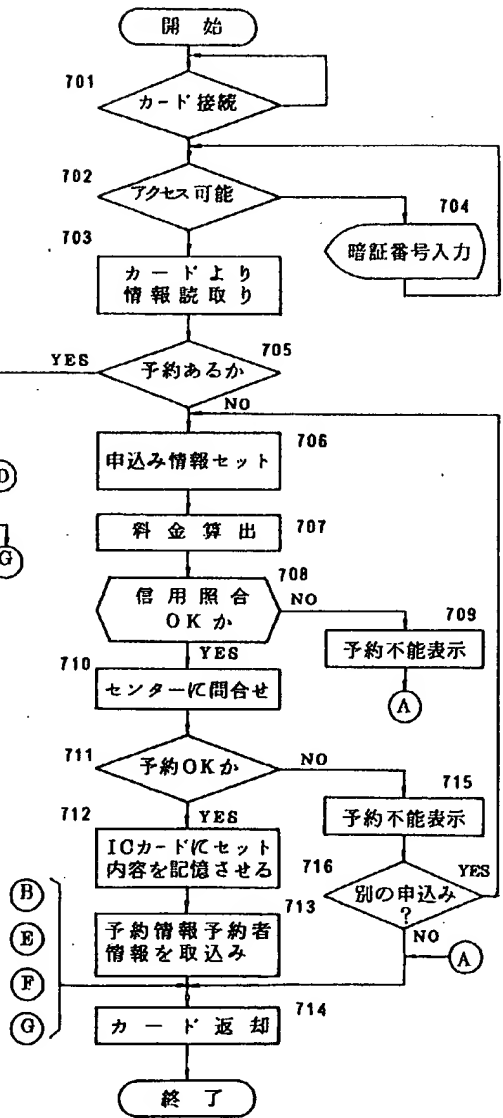 開始
701
カード接続
702
アクセス可能
704
暗証番号入力
703
カードより
情報読取り
705
予約あるか
YES
NO
706
申込み情報セット
D
707
料金算出
G
708
信用照合
OKか
NO
YES
709
予約不能表示
A
710
センターに問合せ
711
予約OKか
NO
YES
715
予約不能表示
712
ICカードにセット
内容を記憶させる
716
別の申込み
?
YES
NO
713
予約情報予約者
情報を取込み
A
B
E
F
G
714
カード返却
終了